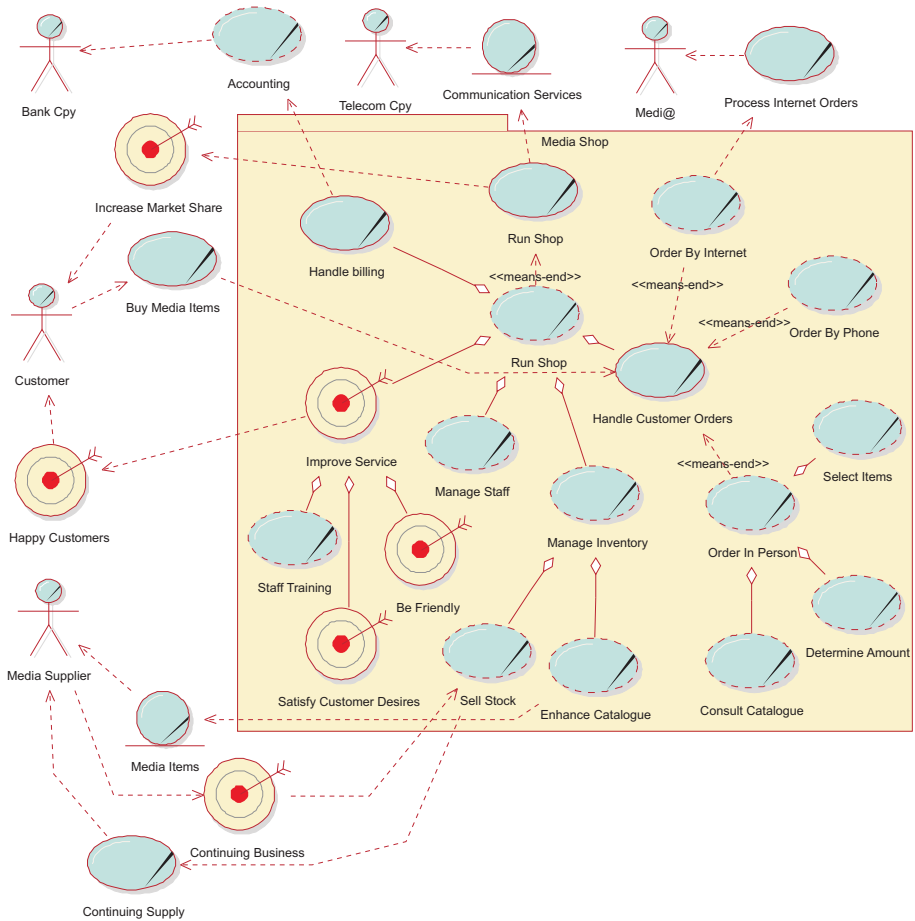 Accounting
Bank Cpy
Telecom Cpy
Communication Services
Medi@
Process Internet Orders
Media Shop
Increase Market Share
Run Shop
Order By Internet
Handle billing
<<means-end>>
<<means-end>>
Buy Media Items
<<means-end>>
Order By Phone
Run Shop
Customer
Handle Customer Orders
Improve Service
<<means-end>>
Manage Staff
Select Items
Happy Customers
Manage Inventory
Order In Person
Staff Training
Be Friendly
Determine Amount
Media Supplier
Satisfy Customer Desires
Sell Stock
Enhance Catalogue
Consult Catalogue
Media Items
Continuing Business
Continuing Supply